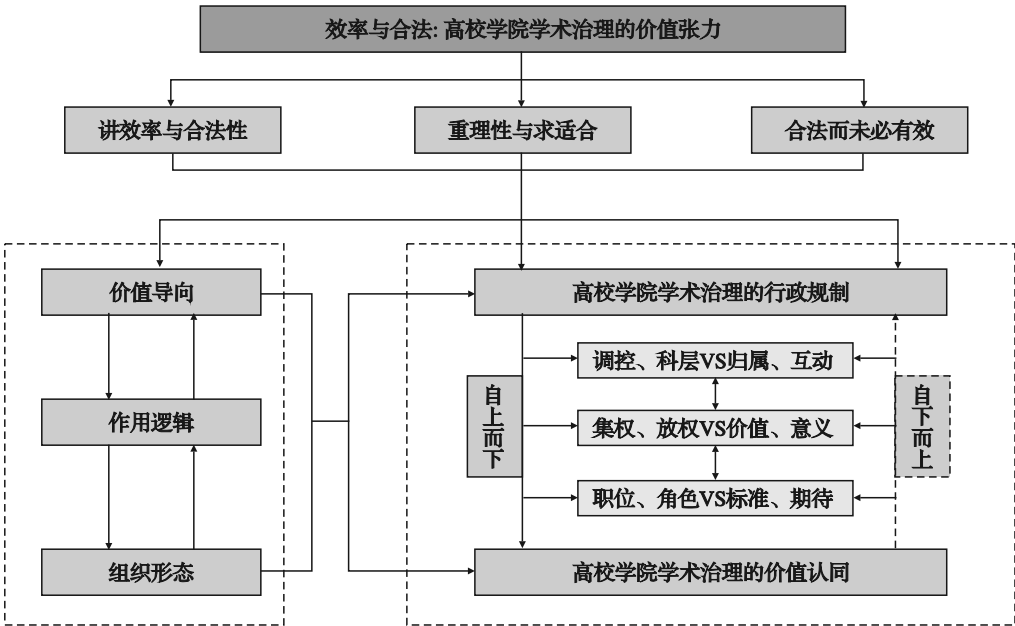 效率与合法: 高校学院学术治理的价值张力
讲效率与合法性
重理性与求适合
合法而未必有效
价值导向
作用逻辑
组织形态
高校学院学术治理的行政规制
自上而下
调控、科层VS归属、互动
集权、放权VS价值、意义
职位、角色VS标准、期待
自下而上
高校学院学术治理的价值认同